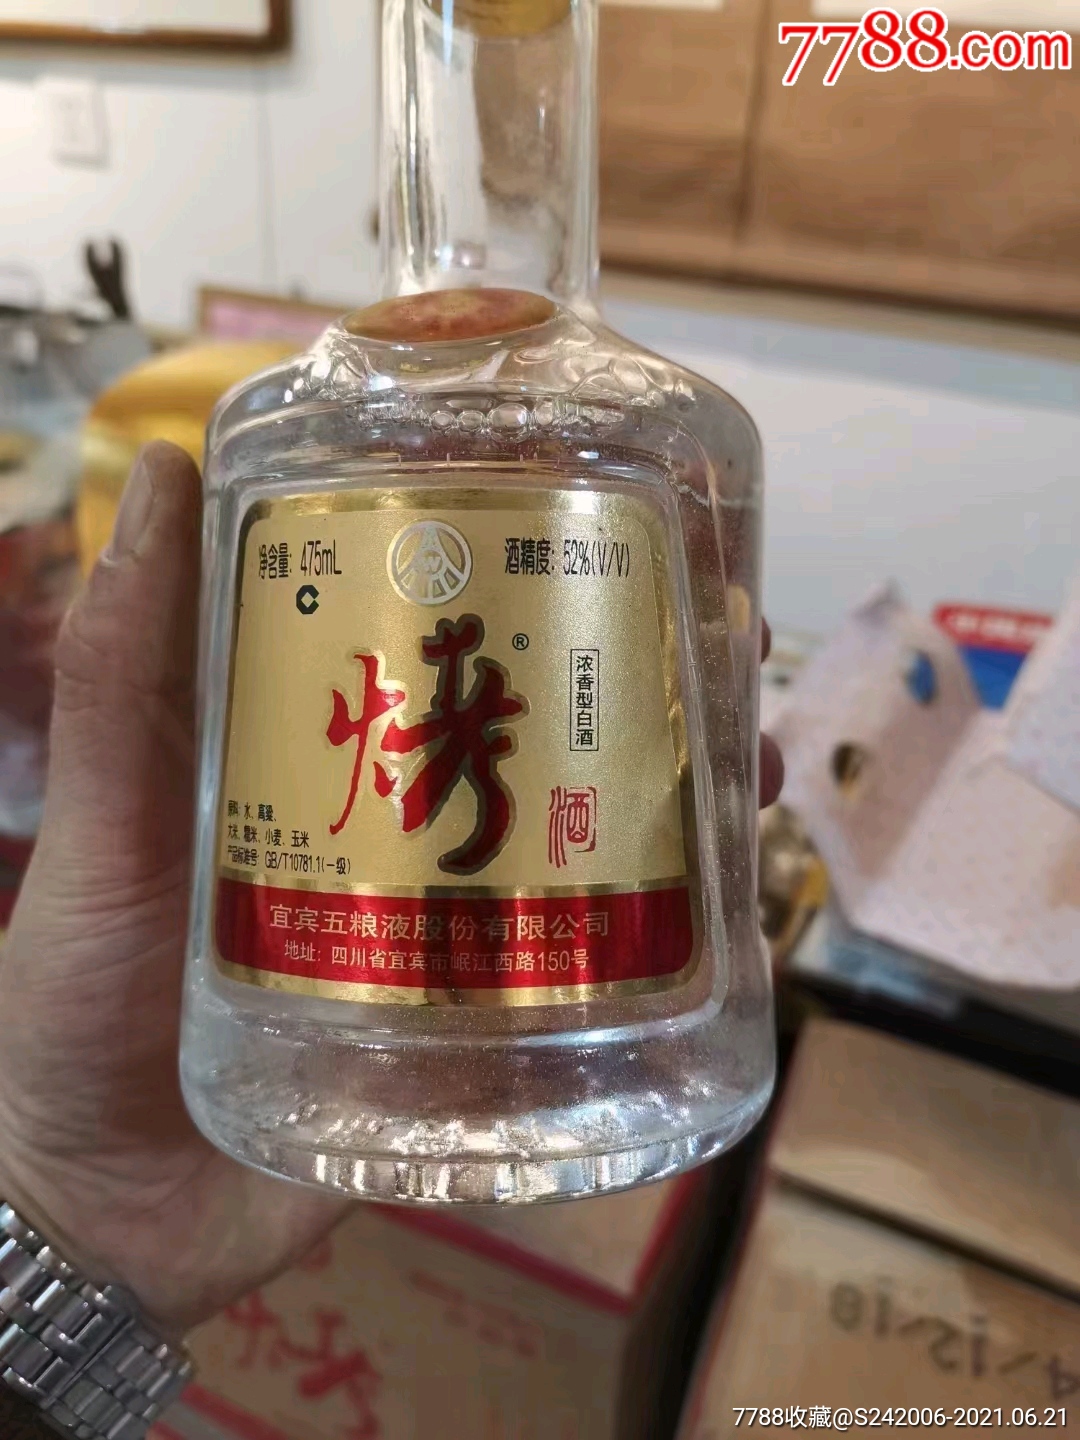 7788.com
净含量: 475mL
酒精度: 52%(V/V)
烤®
浓香型白酒
酒
原料: 水、高粱、
大米、糯米、小麦、玉米
产品标准号: GB/T10781.1(一级)
宜宾五粮液股份有限公司
地址: 四川省宜宾市岷江西路150号
7788收藏@S242006-2021.06.21